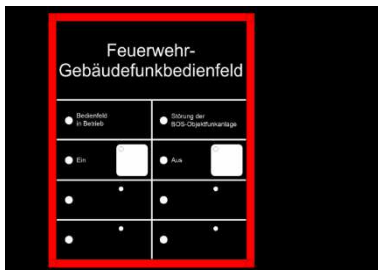 Feuerwehr-
Gebäudefunkbedienfeld
Bedienfeld
in Betrieb
Störung der
BOS-Objektfunkanlage
Ein
Aus